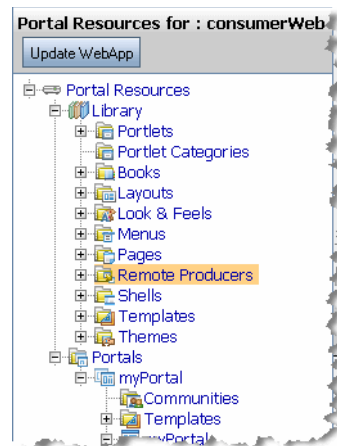 Portal Resources for : consumerWeb
Update WebApp
Portal Resources
Library
Portlets
Portlet Categories
Books
Layouts
Look & Feels
Menus
Pages
Remote Producers
Shells
Templates
Themes
Portals
myPortal
Communities
Templates
myPortal